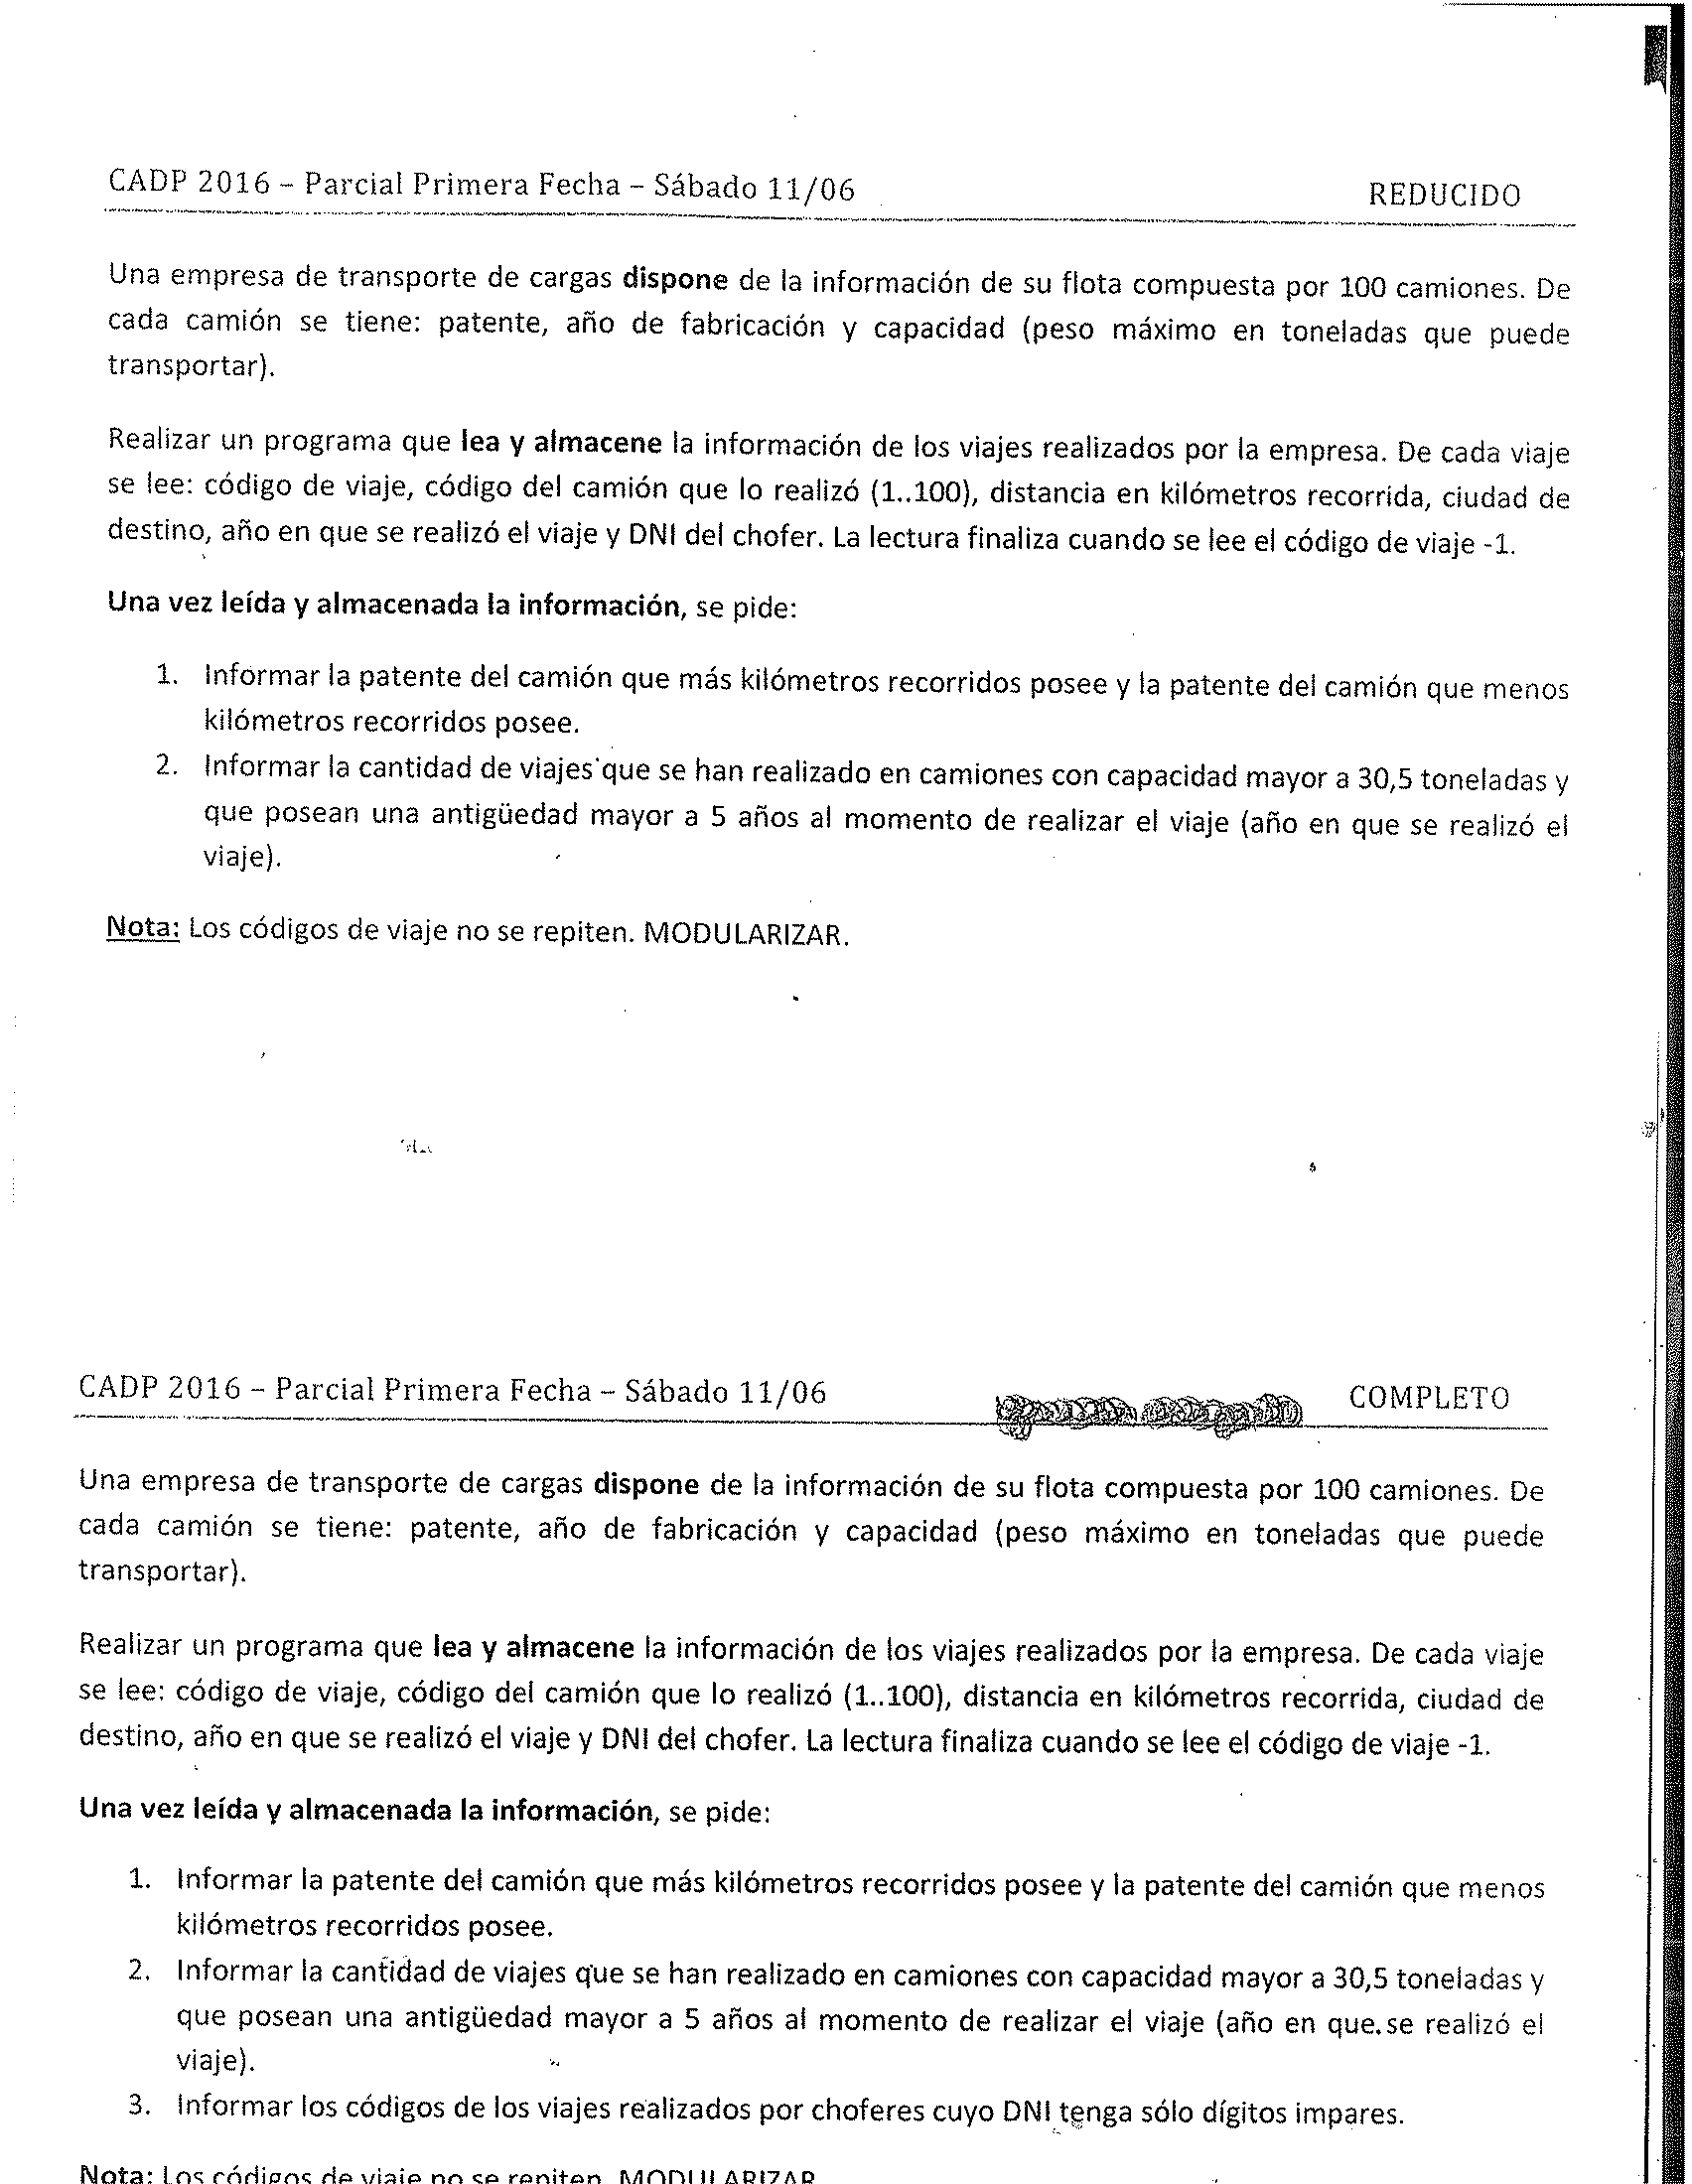 CADP 2016 – Parcial Primera Fecha – Sábado 11/06 REDUCIDO
Una empresa de transporte de cargas dispone de la información de su flota compuesta por 100 camiones. De
cada camión se tiene: patente, año de fabricación y capacidad (peso máximo en toneladas que puede
transportar).
Realizar un programa que lea y almacene la información de los viajes realizados por la empresa. De cada viaje
se lee: código de viaje, código del camión que lo realizó (1..100), distancia en kilómetros recorrida, ciudad de
destino, año en que se realizó el viaje y DNI del chofer. La lectura finaliza cuando se lee el código de viaje -1.
Una vez leída y almacenada la información, se pide:
1. Informar la patente del camión que más kilómetros recorridos posee y la patente del camión que menos
kilómetros recorridos posee.
2. Informar la cantidad de viajes que se han realizado en camiones con capacidad mayor a 30,5 toneladas y
que posean una antigüedad mayor a 5 años al momento de realizar el viaje (año en que se realizó el
viaje).
Nota: Los códigos de viaje no se repiten. MODULARIZAR.
CADP 2016 – Parcial Primera Fecha – Sábado 11/06 COMPLETO
Una empresa de transporte de cargas dispone de la información de su flota compuesta por 100 camiones. De
cada camión se tiene: patente, año de fabricación y capacidad (peso máximo en toneladas que puede
transportar).
Realizar un programa que lea y almacene la información de los viajes realizados por la empresa. De cada viaje
se lee: código de viaje, código del camión que lo realizó (1..100), distancia en kilómetros recorrida, ciudad de
destino, año en que se realizó el viaje y DNI del chofer. La lectura finaliza cuando se lee el código de viaje -1.
Una vez leída y almacenada la información, se pide:
1. Informar la patente del camión que más kilómetros recorridos posee y la patente del camión que menos
kilómetros recorridos posee.
2. Informar la cantidad de viajes que se han realizado en camiones con capacidad mayor a 30,5 toneladas y
que posean una antigüedad mayor a 5 años al momento de realizar el viaje (año en que se realizó el
viaje).
3. Informar los códigos de los viajes realizados por choferes cuyo DNI tenga sólo dígitos impares.
Nota: Los códigos de viaje no se repiten. MODULARIZAR